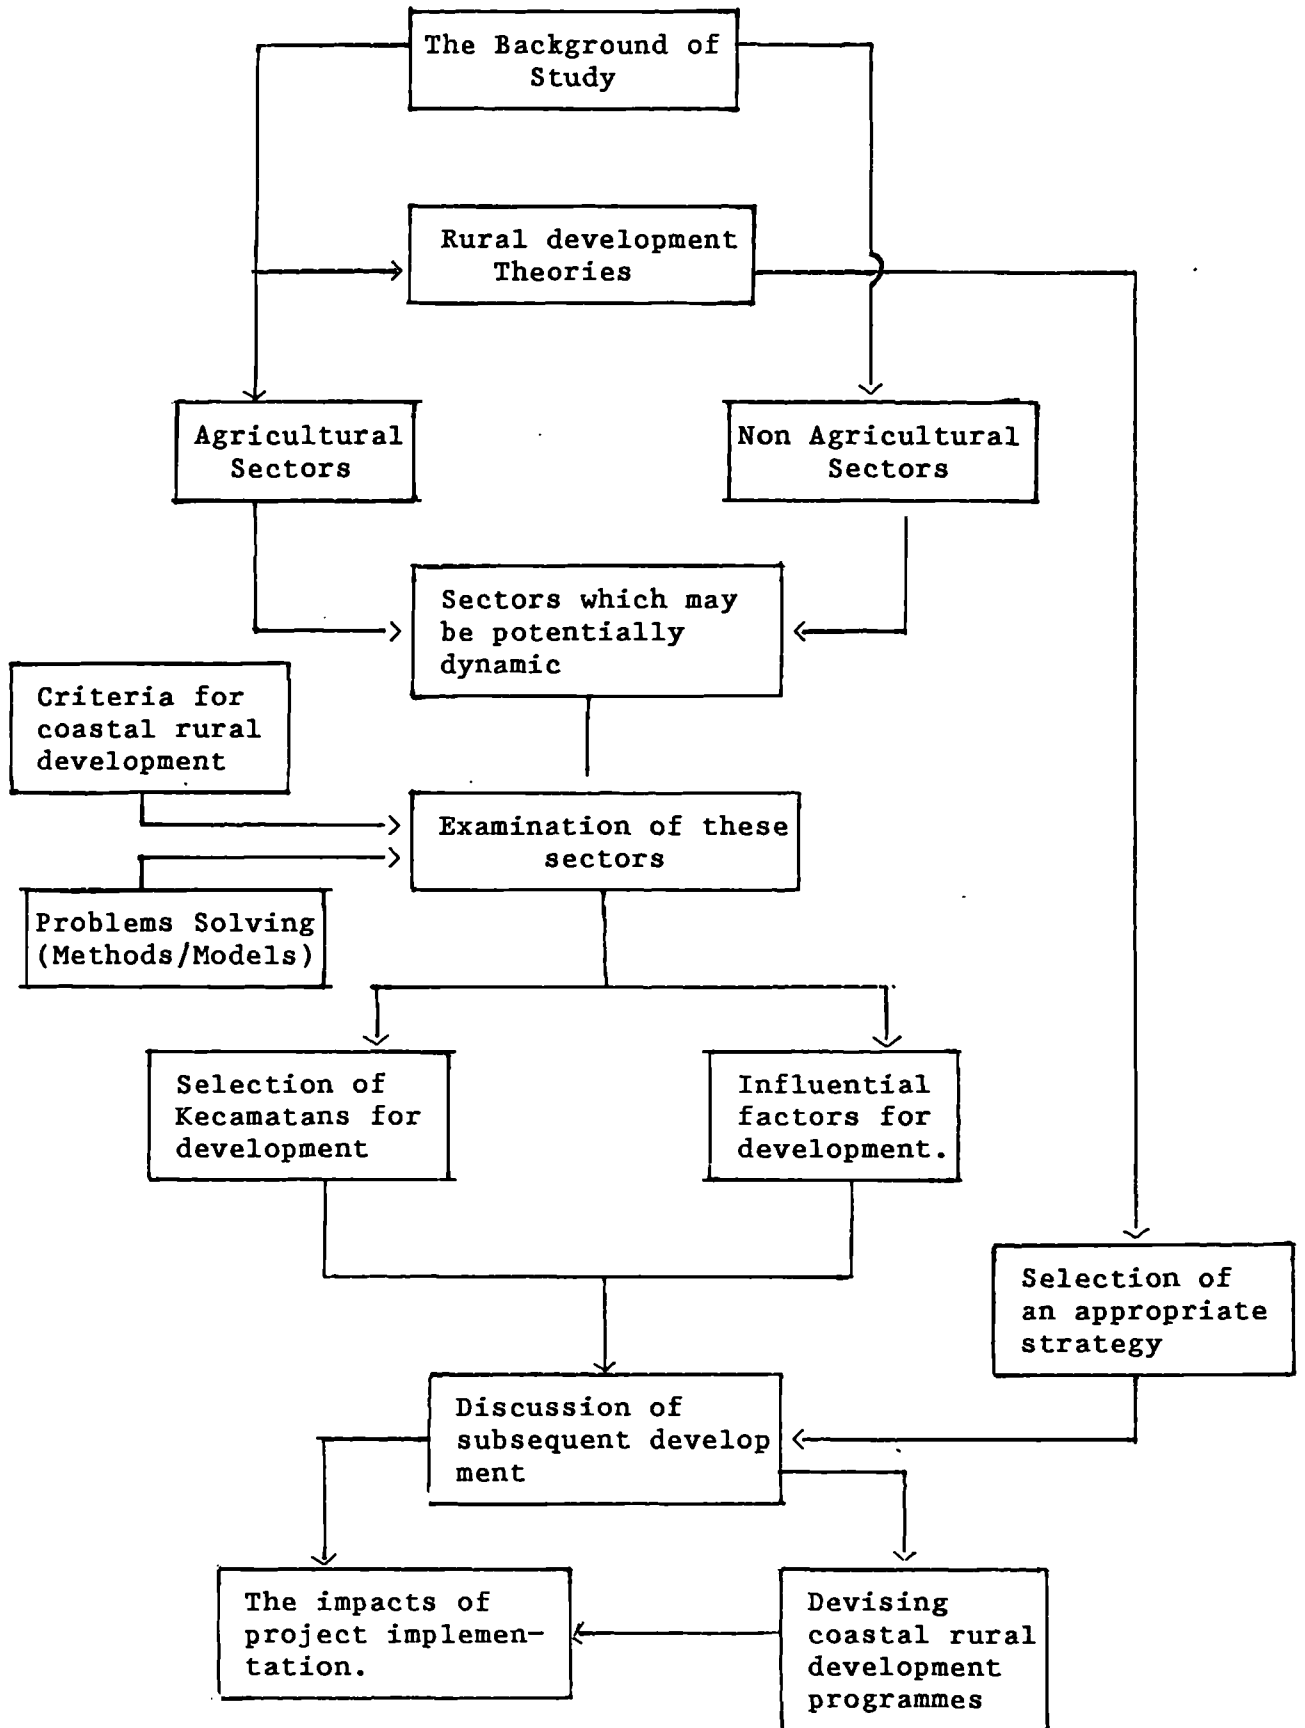 The Background of
Study
Rural development
Theories
Agricultural
Sectors
Non Agricultural
Sectors
Sectors which may
be potentially
dynamic
Criteria for
coastal rural
development
Examination of these
sectors
Problems Solving
(Methods/Models)
Selection of
Kecamatans for
development
Influential
factors for
development.
Selection of
an appropriate
strategy
Discussion of
subsequent develop
ment
The impacts of
project implemen-
tation.
Devising
coastal rural
development
programmes